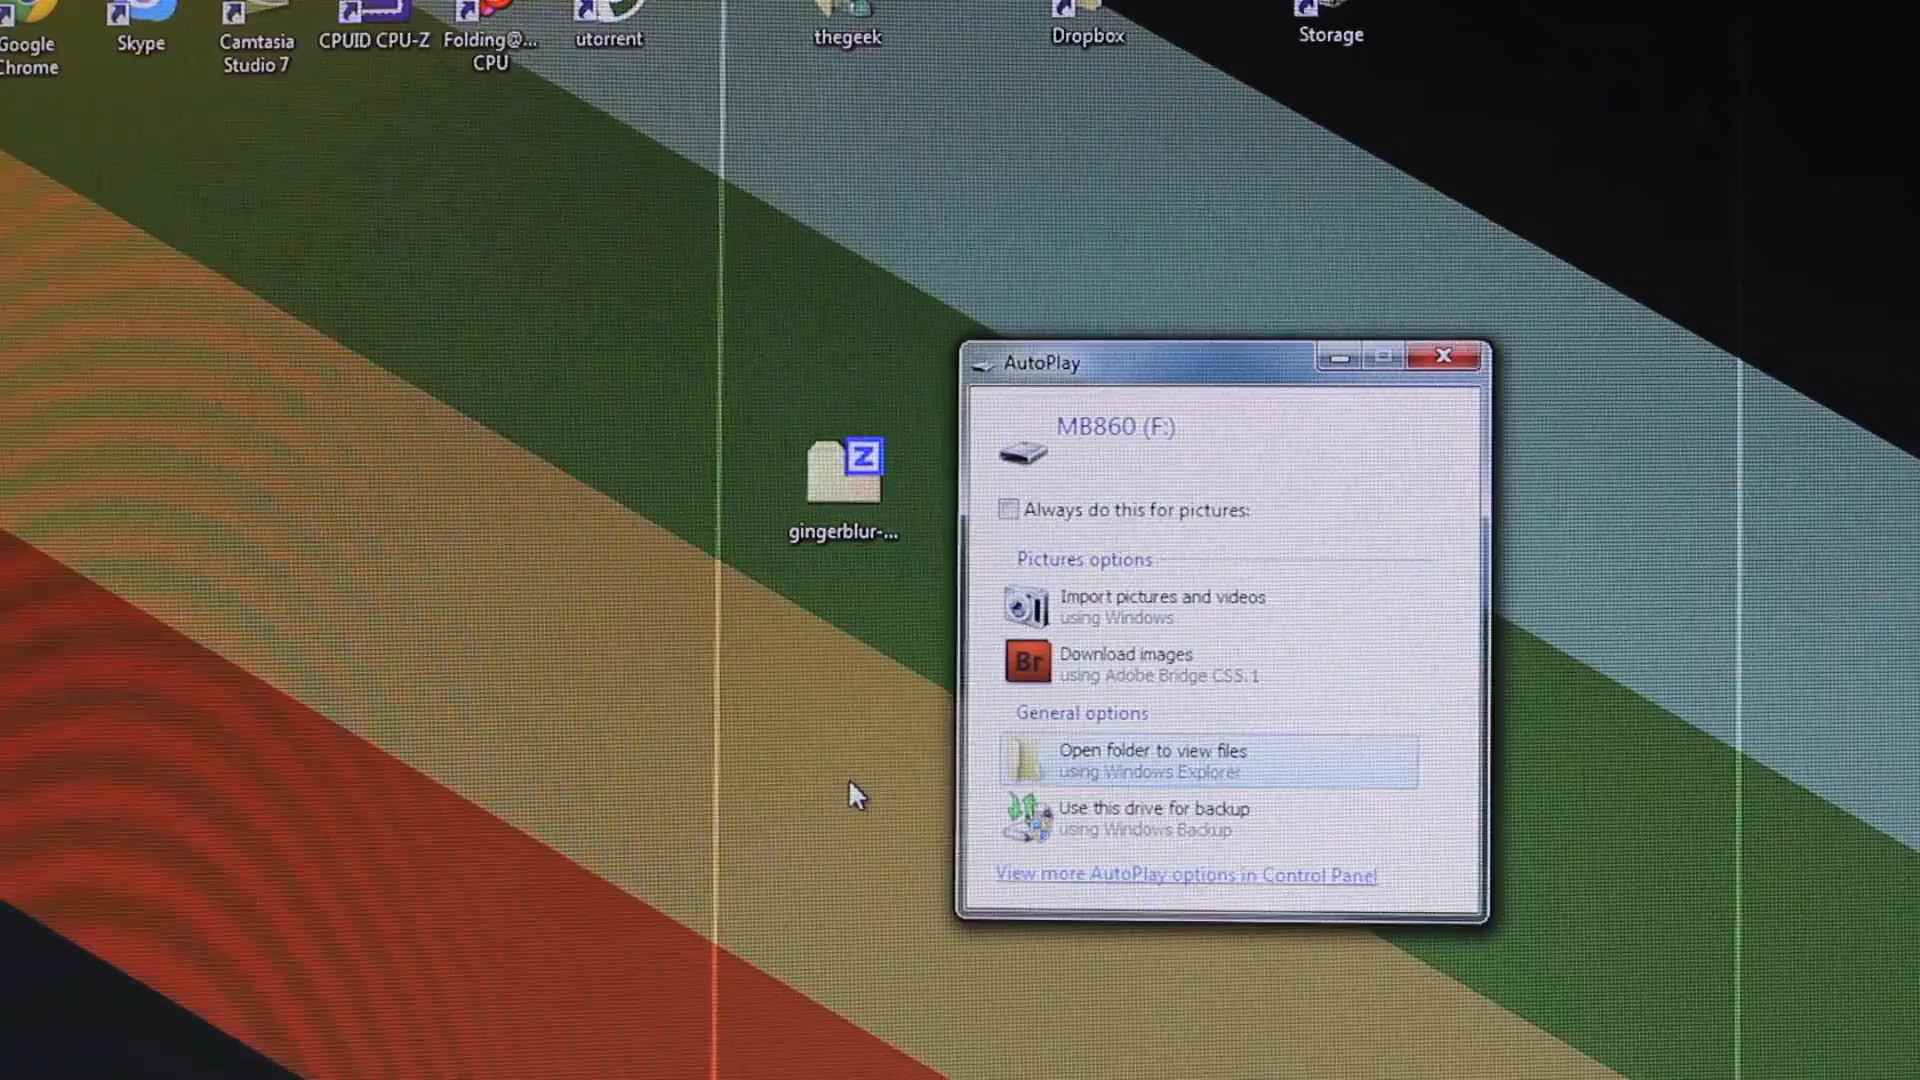 Google
Chrome
Skype
Camtasia
Studio 7
CPUID CPU-Z
Folding@...
CPU
utorrent
thegeek
Dropbox
Storage
gingerblur-...
Z
AutoPlay
MB860 (F:)
Always do this for pictures:
Pictures options
Import pictures and videos
using Windows
Br
Download images
using Adobe Bridge CS5.1
General options
Open folder to view files
using Windows Explorer
Use this drive for backup
using Windows Backup
View more AutoPlay options in Control Panel